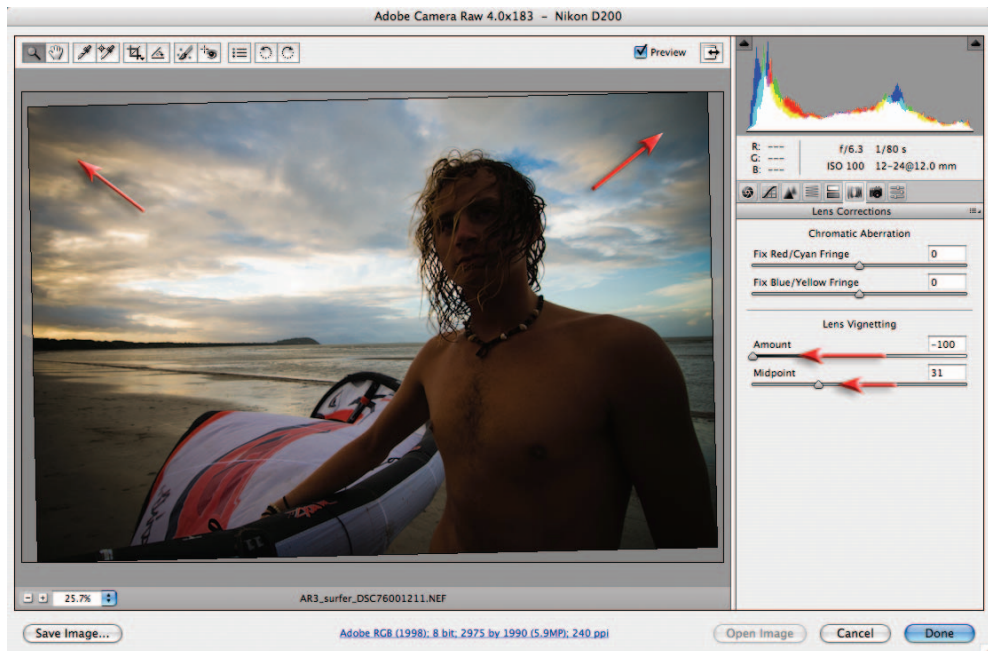 Adobe Camera Raw 4.0x183 – Nikon D200
Preview
R: ---
G: ---
B: ---
f/6.3 1/80 s
ISO 100 12-24@12.0 mm
Lens Corrections
Chromatic Aberration
Fix Red/Cyan Fringe 0
Fix Blue/Yellow Fringe 0
Lens Vignetting
Amount -100
Midpoint 31
25.7%
AR3_surfer_DSC76001211.NEF
Save Image...
Adobe RGB (1998); 8 bit; 2975 by 1990 (5.9MP); 240 ppi
Open Image
Cancel
Done